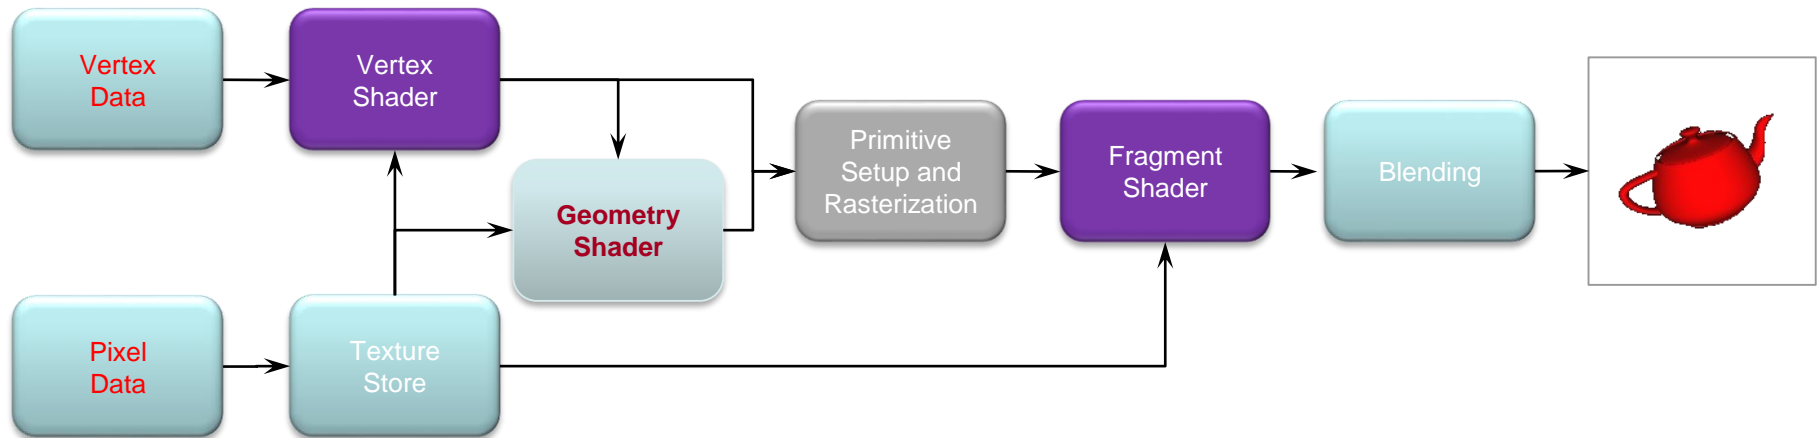 Vertex
Data
Vertex
Shader
Geometry
Shader
Primitive
Setup and
Rasterization
Fragment
Shader
Blending
Pixel
Data
Texture
Store